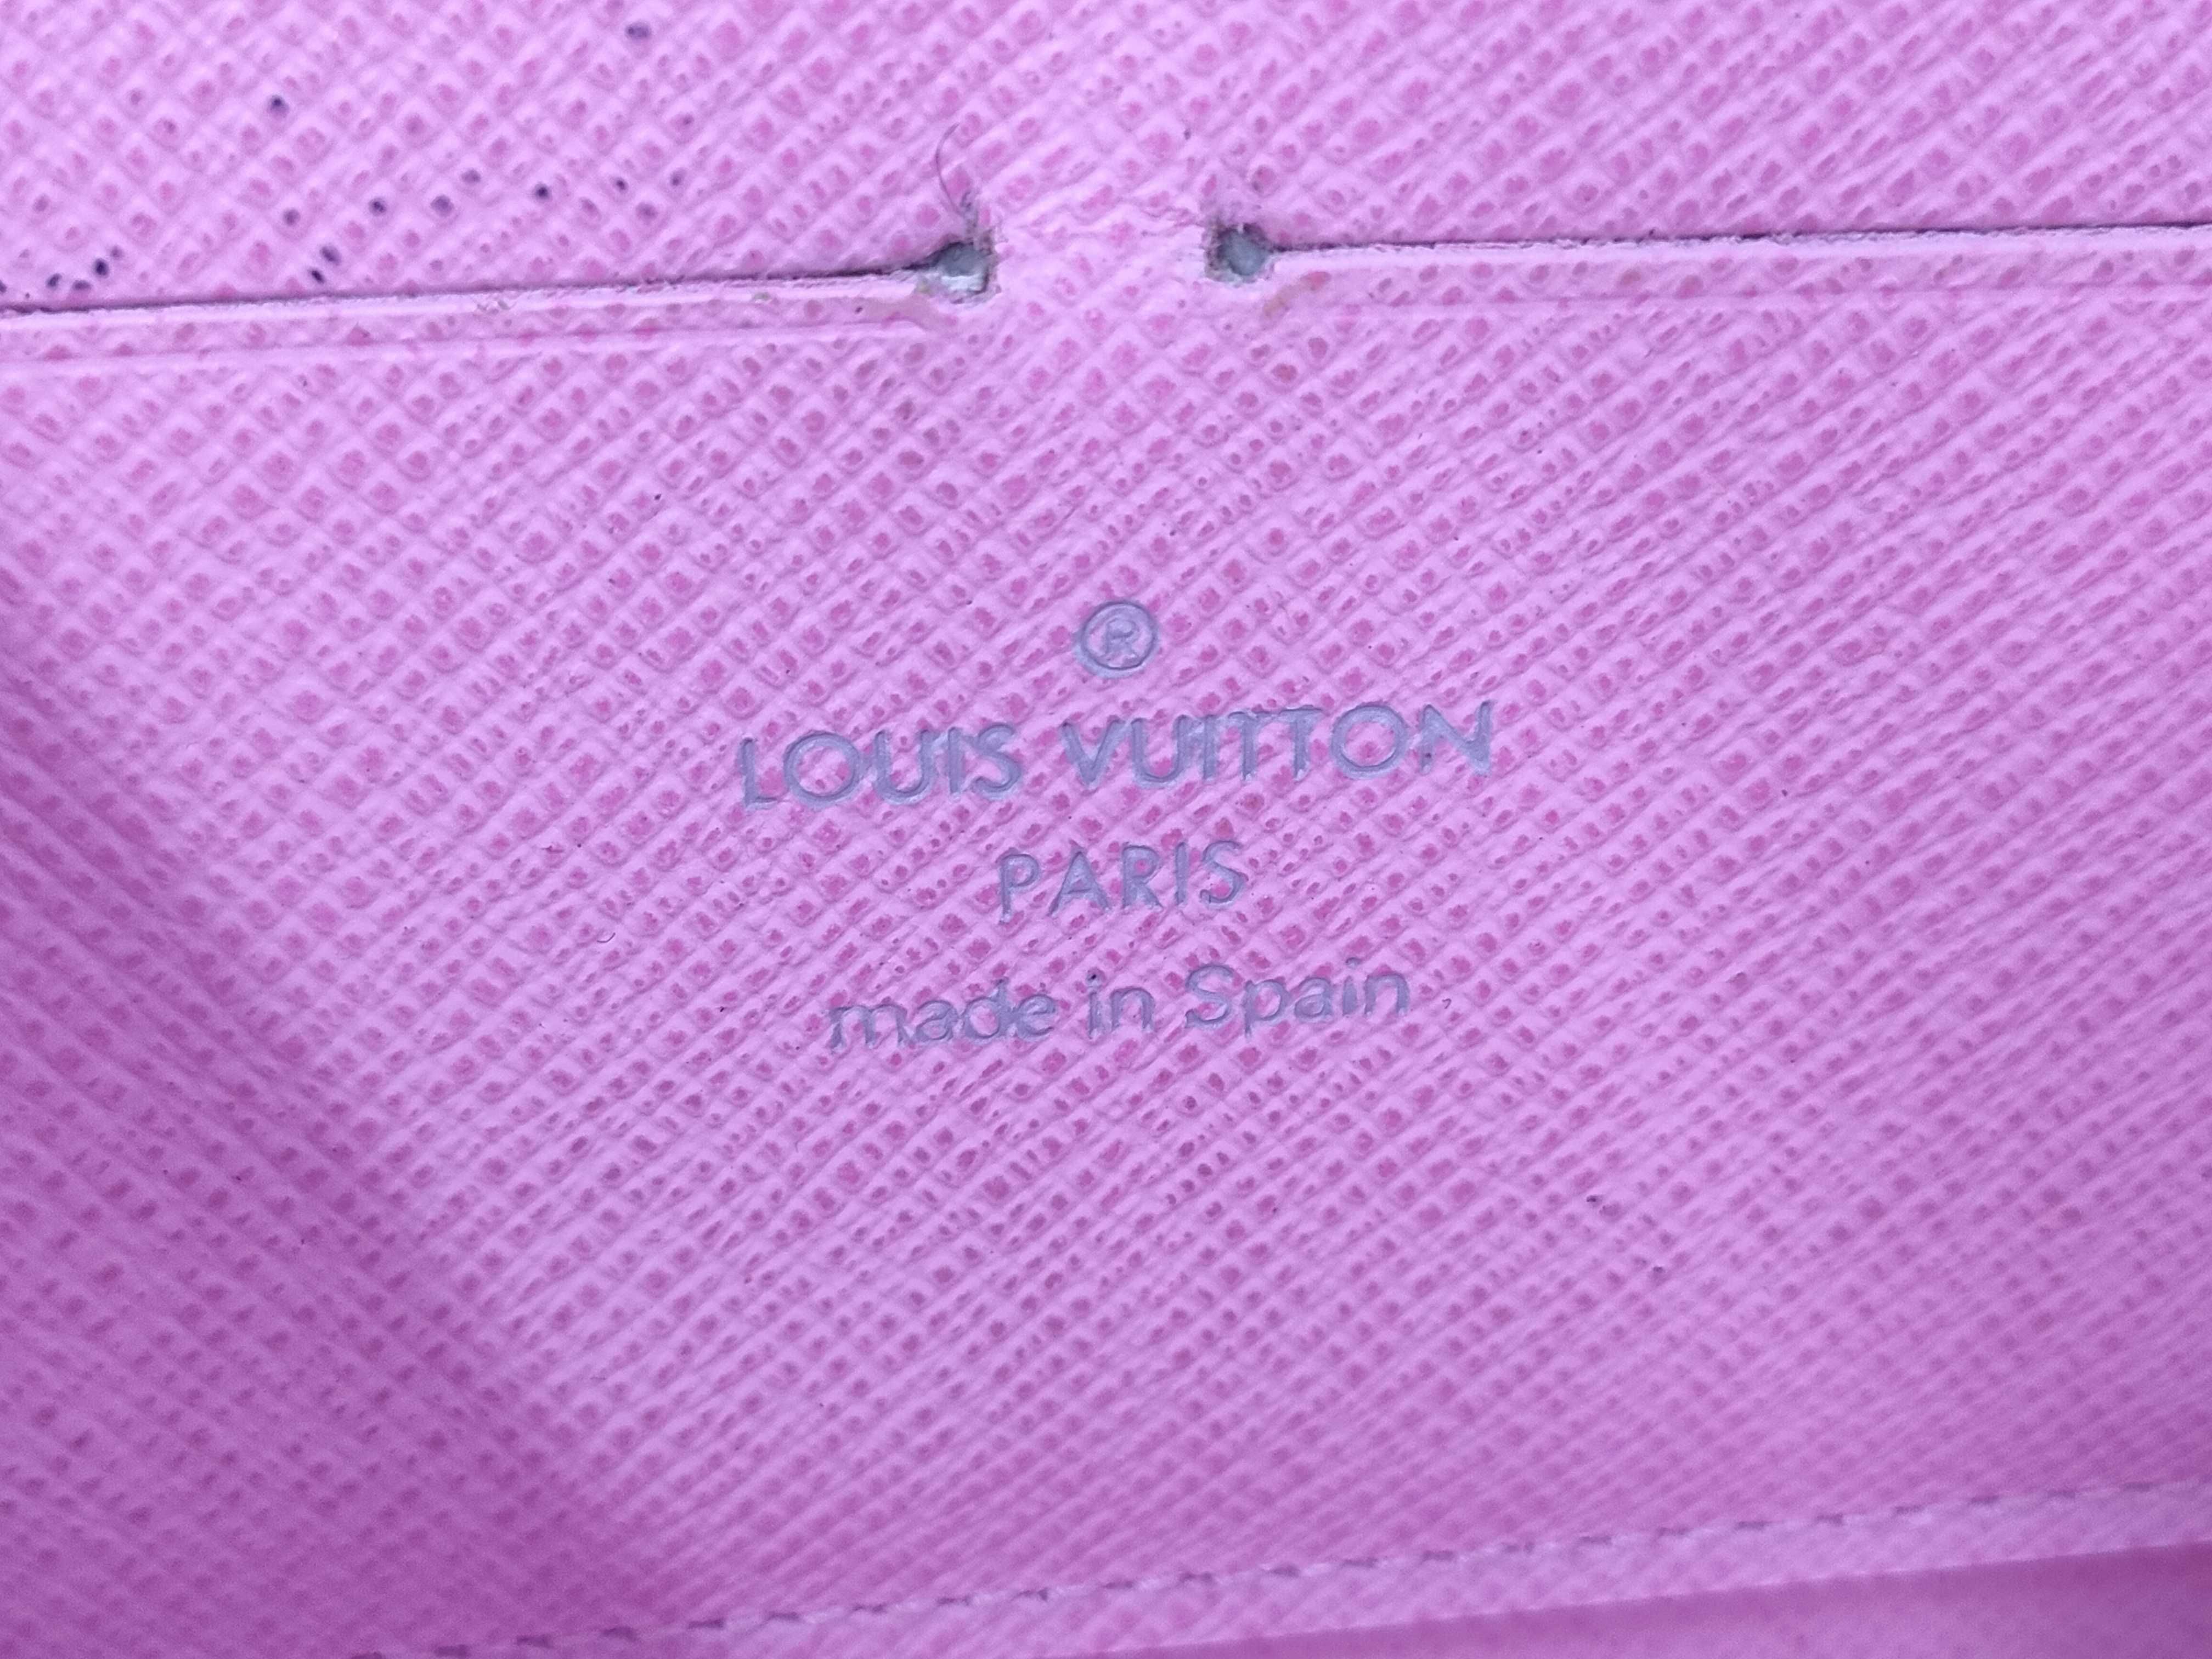 ®
LOUIS VUITTON
PARIS
made in Spain